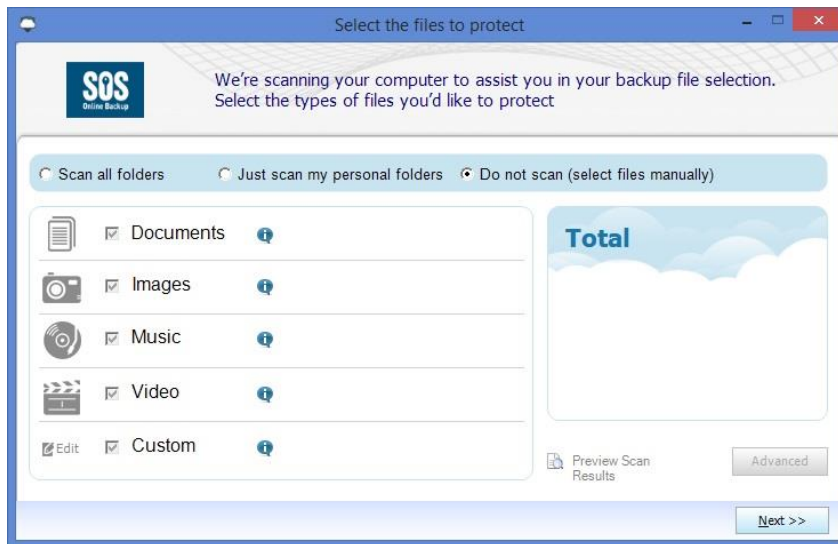 Select the files to protect
SOS
Online Backup
We're scanning your computer to assist you in your backup file selection.
Select the types of files you'd like to protect
Scan all folders
Just scan my personal folders
Do not scan (select files manually)
Documents
Images
Music
Video
Edit
Custom
Total
Preview Scan
Results
Advanced
Next >>